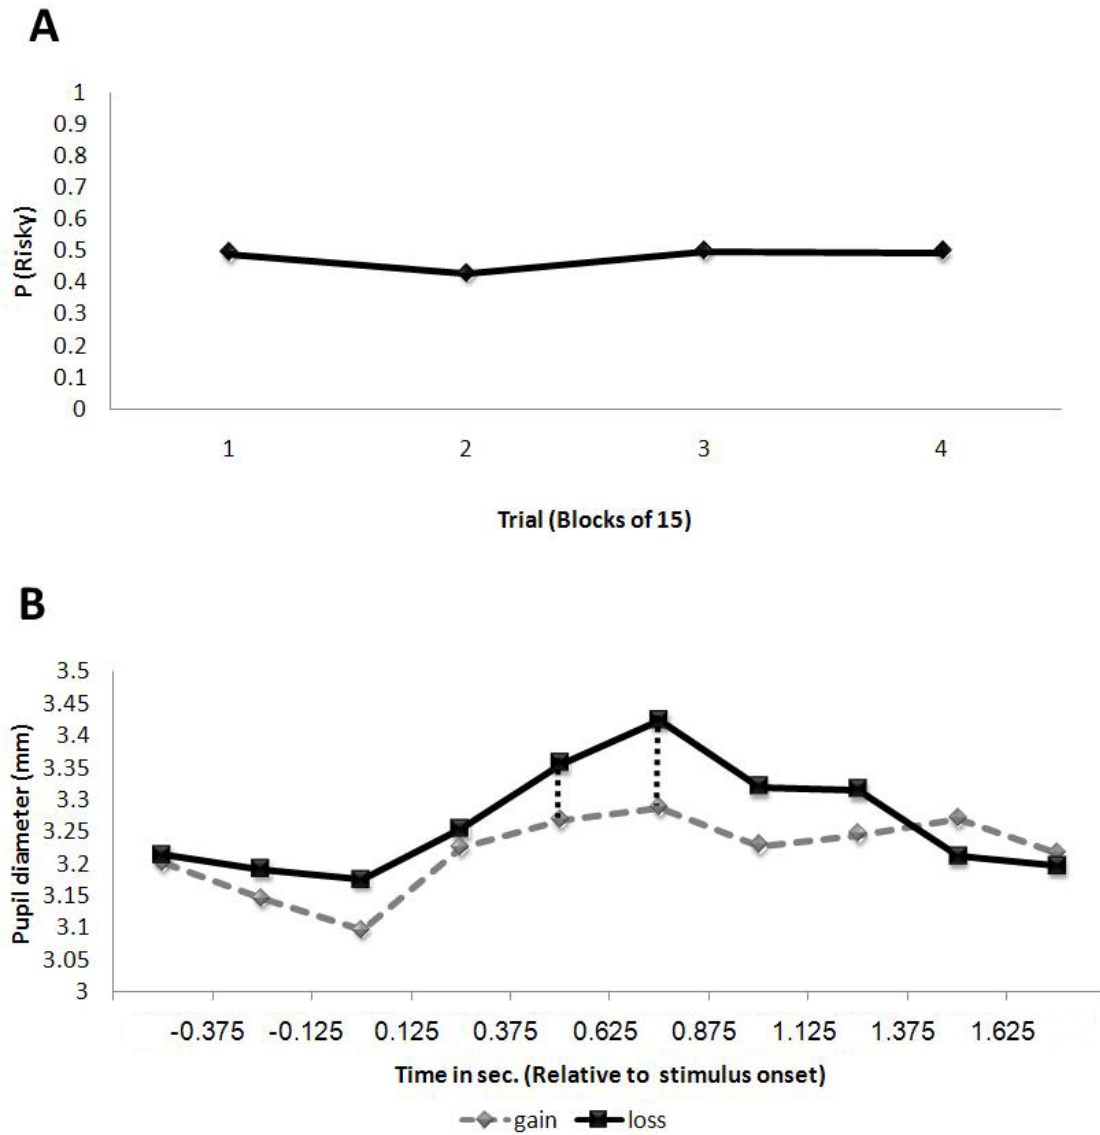 A
1
0.9
0.8
0.7
0.6
0.5
0.4
0.3
0.2
0.1
0
P (Risky)
1 2 3 4
Trial (Blocks of 15)
B
3.5
3.45
3.4
3.35
3.3
3.25
3.2
3.15
3.1
3.05
3
Pupil diameter (mm)
-0.375 -0.125 0.125 0.375 0.625 0.875 1.125 1.375 1.625
Time in sec. (Relative to stimulus onset)
gain loss